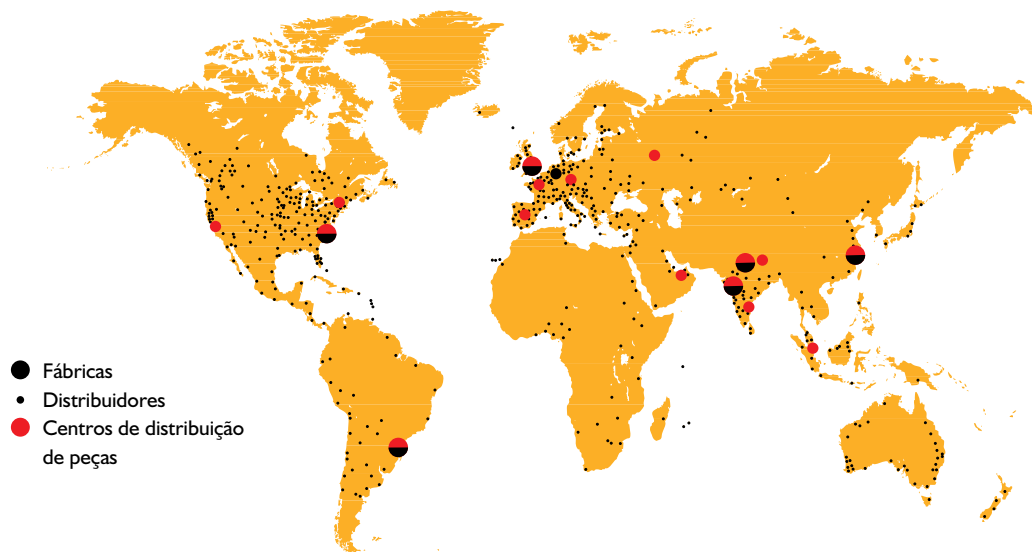 Fábricas
Distribuidores
Centros de distribuição
de peças